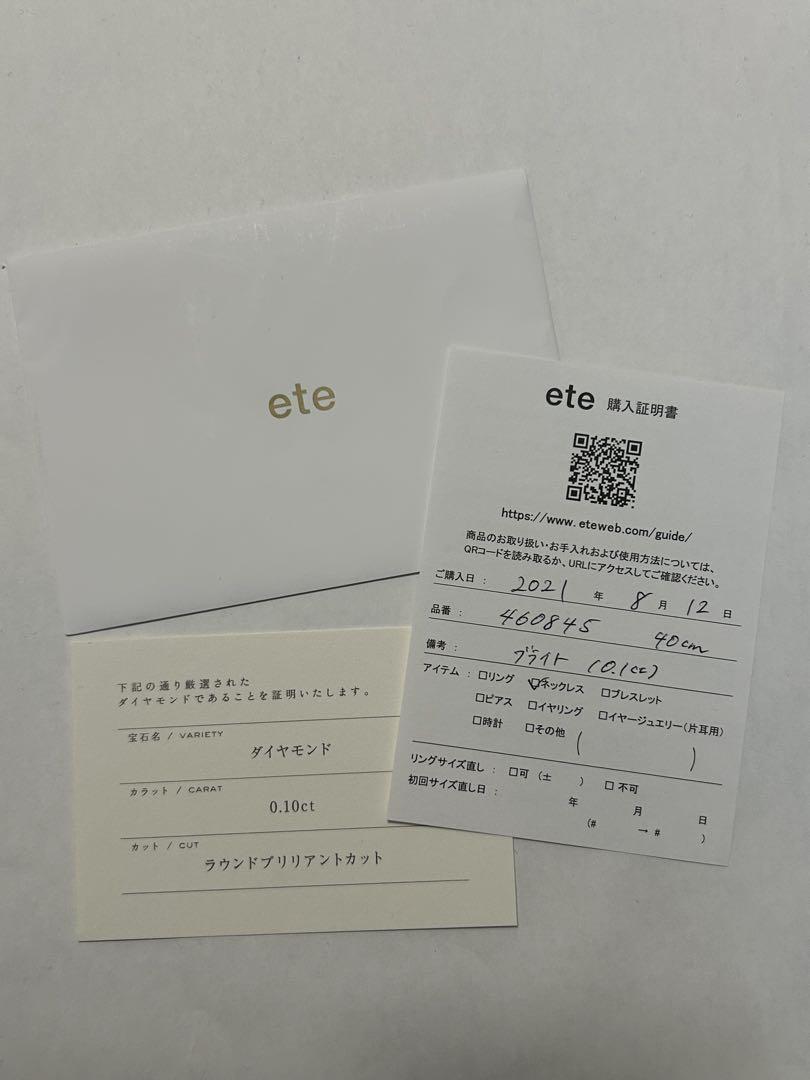 ete
ete 購入証明書
https://www.eteweb.com/guide/
商品のお取り扱い・お手入れおよび使用方法については、
QRコードを読み取るか、URLにアクセスしてご確認ください。
ご購入日 : 2021 年 8 月 12 日
品番 : 460845 40cm
備考 : ブライト (0.1ct)
アイテム : □リング ☑ネックレス □ブレスレット
□ピアス □イヤリング □イヤージュエリー(片耳用)
□時計 □その他 ( )
リングサイズ直し : □可 (± ) □不可
初回サイズ直し日 : 年 月 日
(# → # )
下記の通り厳選された
ダイヤモンドであることを証明いたします。
宝石名 / VARIETY
ダイヤモンド
カラット / CARAT
0.10ct
カット / CUT
ラウンドブリリアントカット